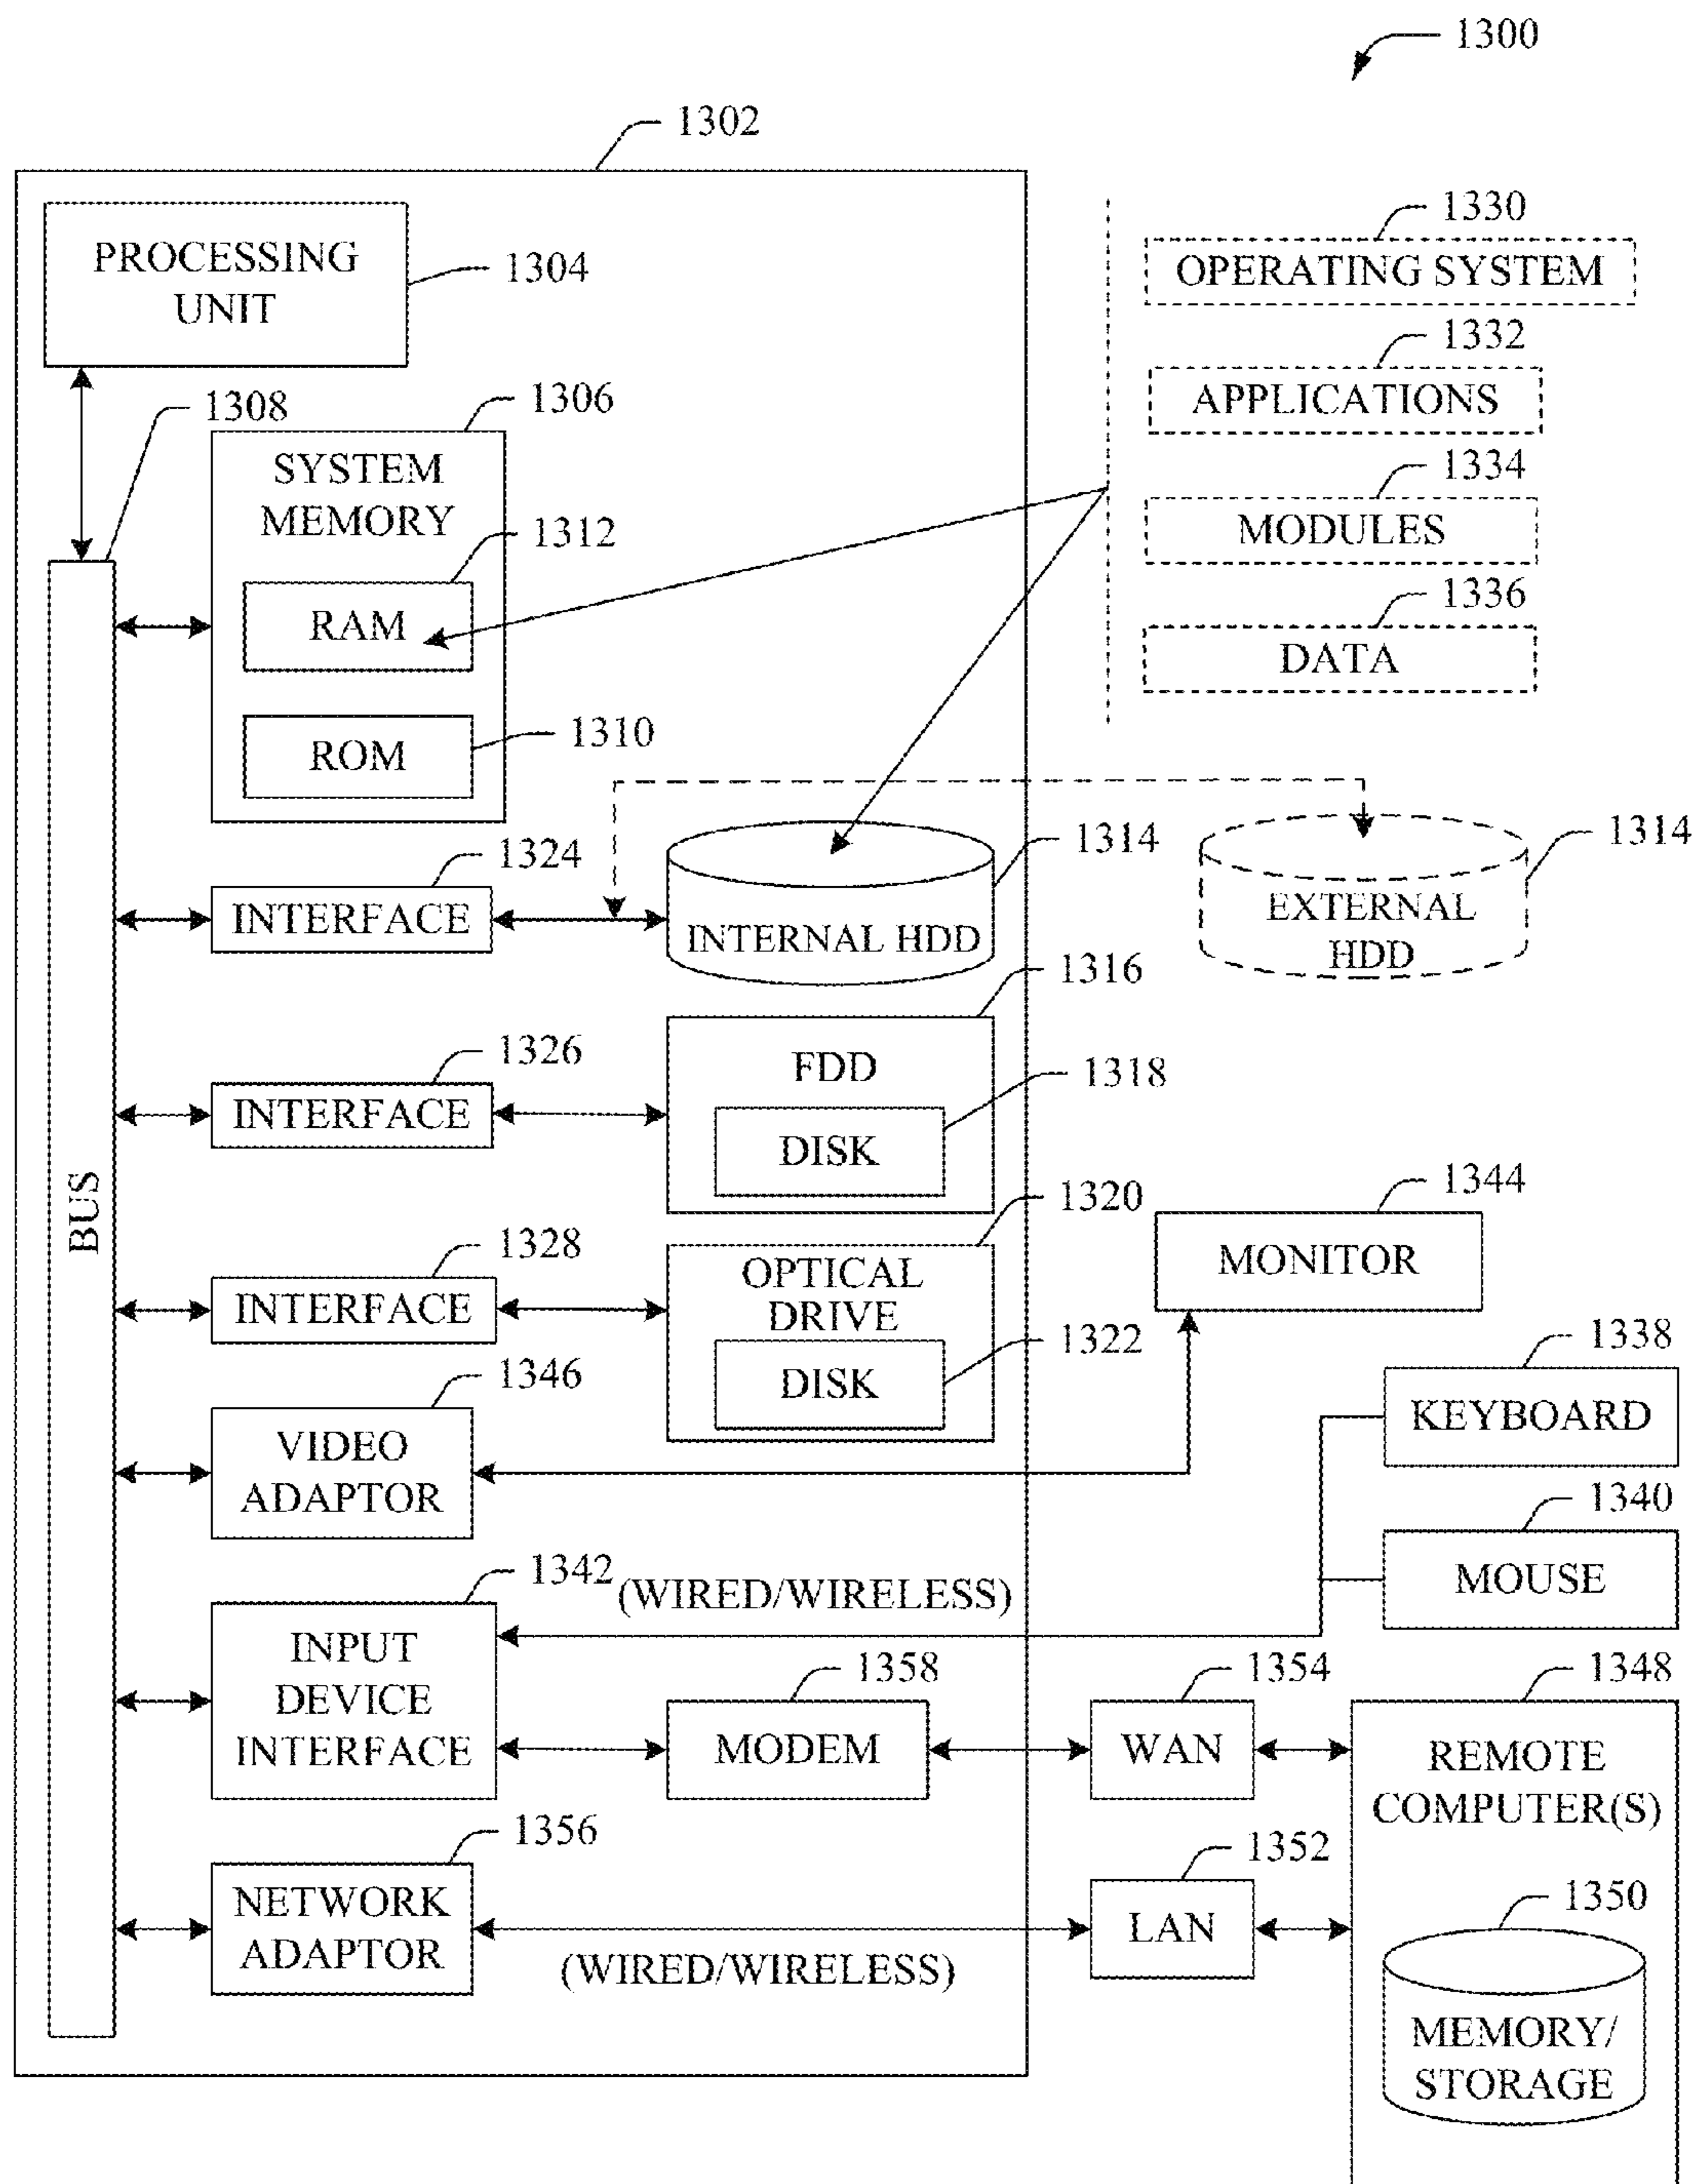 1300
1302
PROCESSING
UNIT
1304
1308
1306
SYSTEM
MEMORY
1312
RAM
1310
ROM
1330
OPERATING SYSTEM
1332
APPLICATIONS
1334
MODULES
1336
DATA
BUS
1324
INTERFACE
1314
INTERNAL HDD
1314
EXTERNAL
HDD
1326
INTERFACE
1316
FDD
1318
DISK
1328
INTERFACE
1320
OPTICAL
DRIVE
1322
DISK
1344
MONITOR
1346
VIDEO
ADAPTOR
1338
KEYBOARD
1340
MOUSE
1342
(WIRED/WIRELESS)
INPUT
DEVICE
INTERFACE
1358
MODEM
1354
WAN
1348
REMOTE
COMPUTER(S)
1356
NETWORK
ADAPTOR
(WIRED/WIRELESS)
1352
LAN
1350
MEMORY/
STORAGE